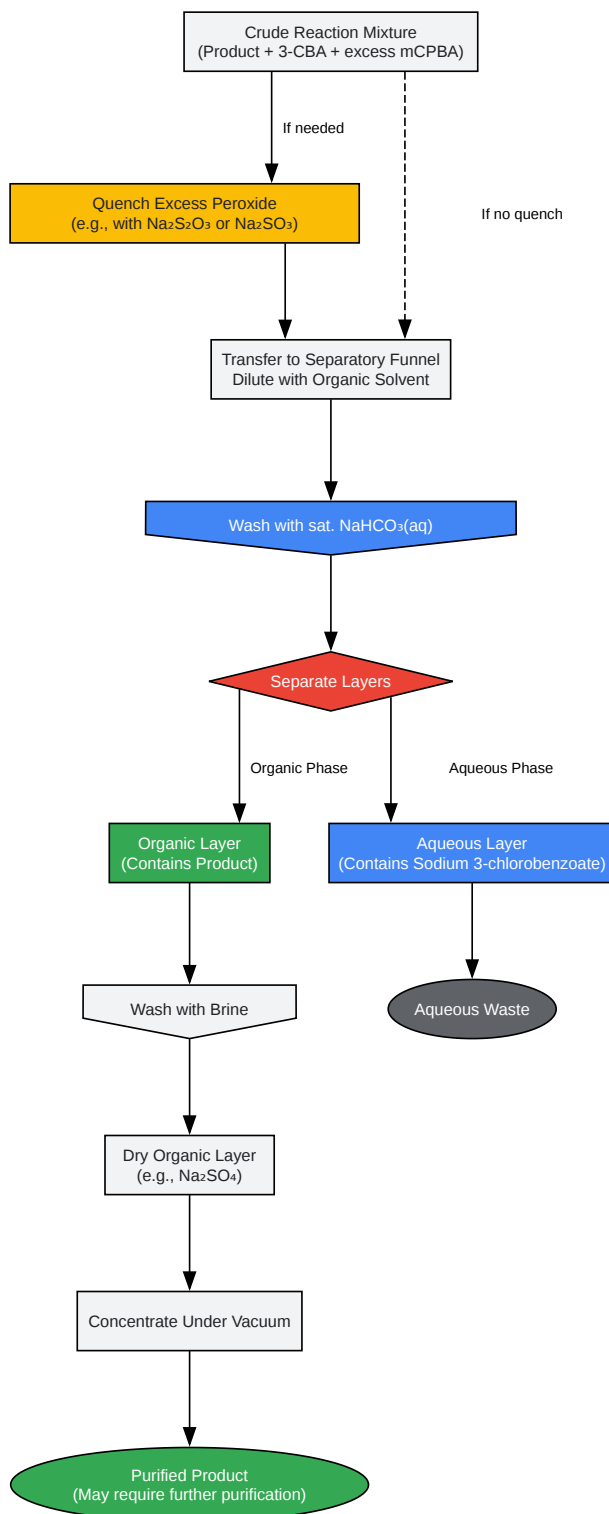 Crude Reaction Mixture
(Product + 3-CBA + excess mCPBA)
If needed
Quench Excess Peroxide
(e.g., with Na₂S₂O₃ or Na₂SO₃)
If no quench
Transfer to Separatory Funnel
Dilute with Organic Solvent
Wash with sat. NaHCO₃(aq)
Separate Layers
Organic Phase
Aqueous Phase
Organic Layer
(Contains Product)
Aqueous Layer
(Contains Sodium 3-chlorobenzoate)
Wash with Brine
Aqueous Waste
Dry Organic Layer
(e.g., Na₂SO₄)
Concentrate Under Vacuum
Purified Product
(May require further purification)